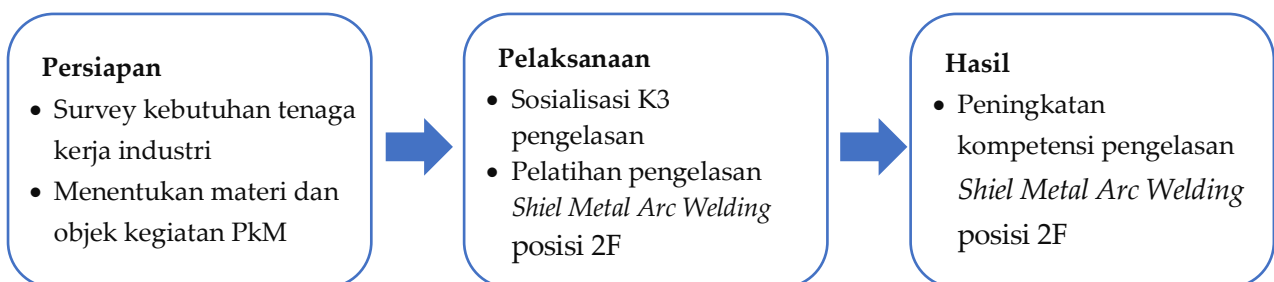 Persiapan
• Survey kebutuhan tenaga
kerja industri
• Menentukan materi dan
objek kegiatan PkM
Pelaksanaan
• Sosialisasi K3
pengelasan
• Pelatihan pengelasan
Shiel Metal Arc Welding
posisi 2F
Hasil
• Peningkatan
kompetensi pengelasan
Shiel Metal Arc Welding
posisi 2F